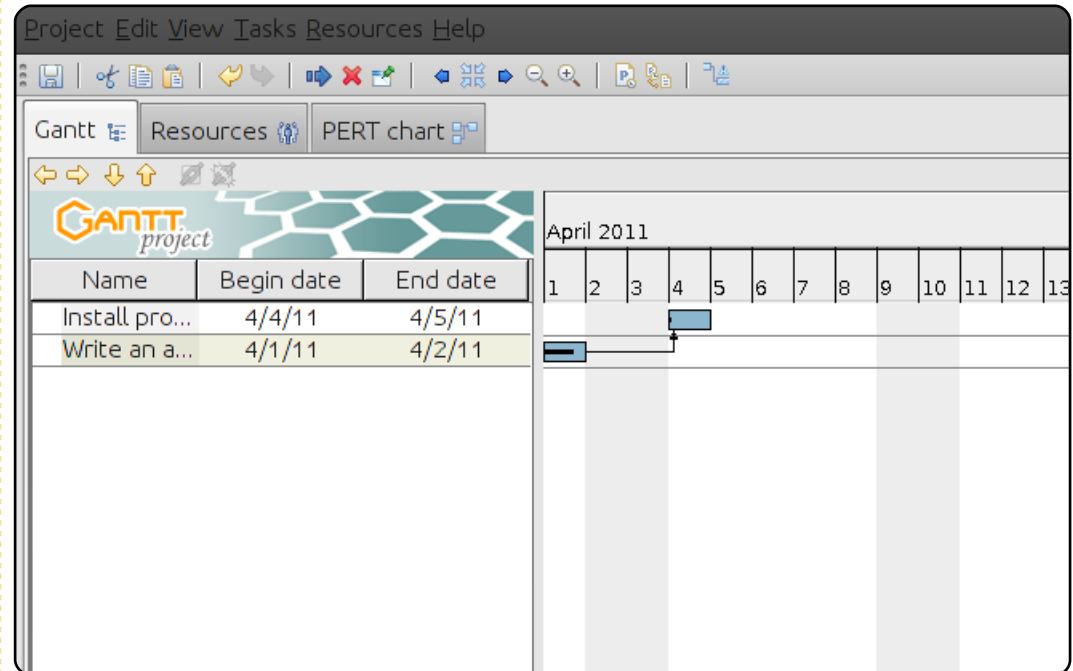 Project Edit View Tasks Resources Help
Gantt Resources PERT chart
GANTT
project
April 2011
Name Begin date End date 1 2 3 4 5 6 7 8 9 10 11 12 13
Install pro... 4/4/11 4/5/11
Write an a... 4/1/11 4/2/11